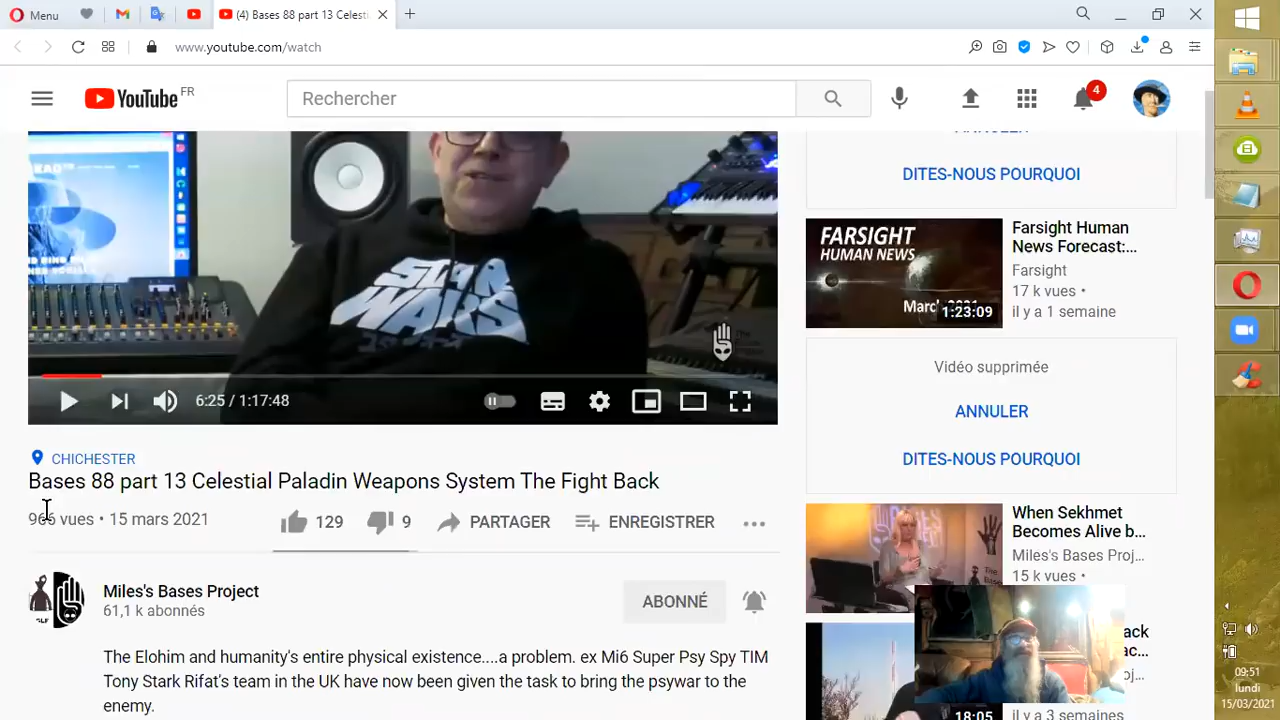 Menu
(4) Bases 88 part 13 Celesti
www.youtube.com/watch
YouTube FR
Rechercher
4
DITES-NOUS POURQUOI
FARSIGHT
HUMAN NEWS
1:23:09
Farsight Human
News Forecast:...
Farsight
17 k vues •
il y a 1 semaine
STAR
WARS
6:25 / 1:17:48
Vidéo supprimée
ANNULER
DITES-NOUS POURQUOI
CHICHESTER
Bases 88 part 13 Celestial Paladin Weapons System The Fight Back
966 vues • 15 mars 2021
129
9
PARTAGER
ENREGISTRER
When Sekhmet
Becomes Alive b...
Miles's Bases Proj...
15 k vues •
Miles's Bases Project
61,1 k abonnés
ABONNÉ
The Elohim and humanity's entire physical existence....a problem. ex Mi6 Super Psy Spy TIM
Tony Stark Rifat's team in the UK have now been given the tools to bring the psywar to the
enemy.
18:05
il y a 3 semaines
09:51
lundi
15/03/2021